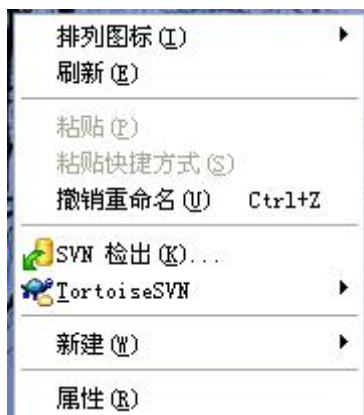 排列图标(I)
刷新(E)
粘贴(P)
粘贴快捷方式(S)
撤销重命名(U) Ctrl+Z
SVN 检出(K)...
TortoiseSVN
新建(W)
属性(R)